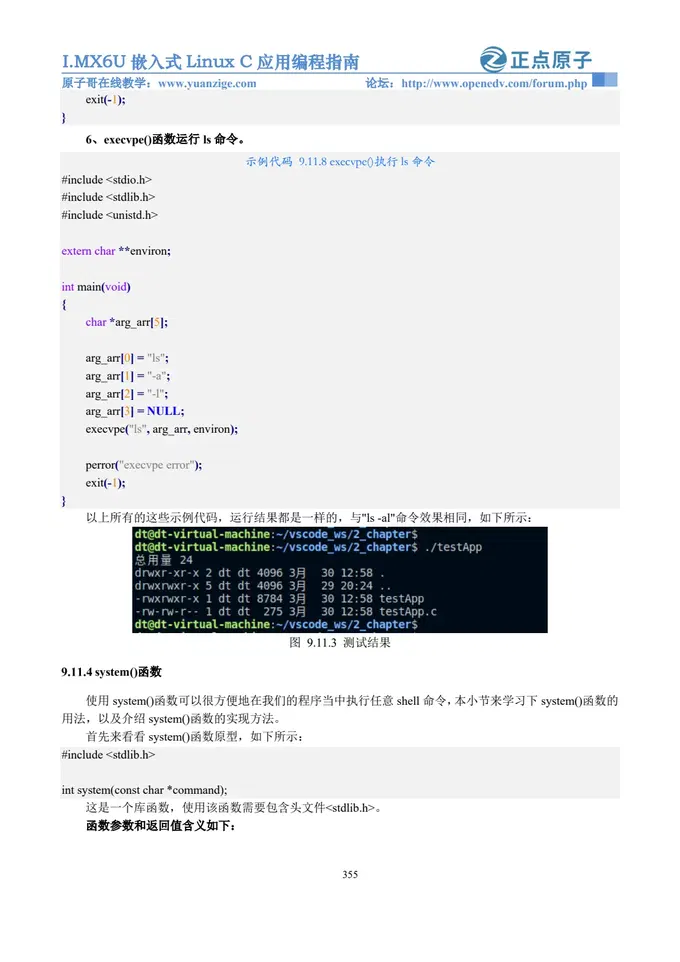 I.MX6U 嵌入式 Linux C 应用编程指南
正点原子
原子哥在线教学：www.yuanzige.com 论坛：http://www.openedv.com/forum.php
exit(-1);
}
6、execvpe()函数运行 ls 命令。
示例代码 9.11.8 execvpe()执行 ls 命令
#include <stdio.h>
#include <stdlib.h>
#include <unistd.h>
extern char **environ;
int main(void)
{
char *arg_arr[5];
arg_arr[0] = "ls";
arg_arr[1] = "-a";
arg_arr[2] = "-l";
arg_arr[3] = NULL;
execvpe("ls", arg_arr, environ);
perror("execvpe error");
exit(-1);
}
以上所有的这些示例代码，运行结果都是一样的，与"ls -al"命令效果相同，如下所示：
dt@dt-virtual-machine:~/vscode_ws/2_chapter$
dt@dt-virtual-machine:~/vscode_ws/2_chapter$ ./testApp
总用量 24
drwxr-xr-x 2 dt dt 4096 3月 30 12:58 .
drwxrwxr-x 5 dt dt 4096 3月 29 20:24 ..
-rwxrwxr-x 1 dt dt 8784 3月 30 12:58 testApp
-rw-rw-r-- 1 dt dt 275 3月 30 12:58 testApp.c
dt@dt-virtual-machine:~/vscode_ws/2_chapter$
图 9.11.3 测试结果
9.11.4 system()函数
使用 system()函数可以很方便地在我们的程序当中执行任意 shell 命令，本小节来学习下 system()函数的
用法，以及介绍 system()函数的实现方法。
首先来看看 system()函数原型，如下所示：
#include <stdlib.h>
int system(const char *command);
这是一个库函数，使用该函数需要包含头文件<stdlib.h>。
函数参数和返回值含义如下：
355